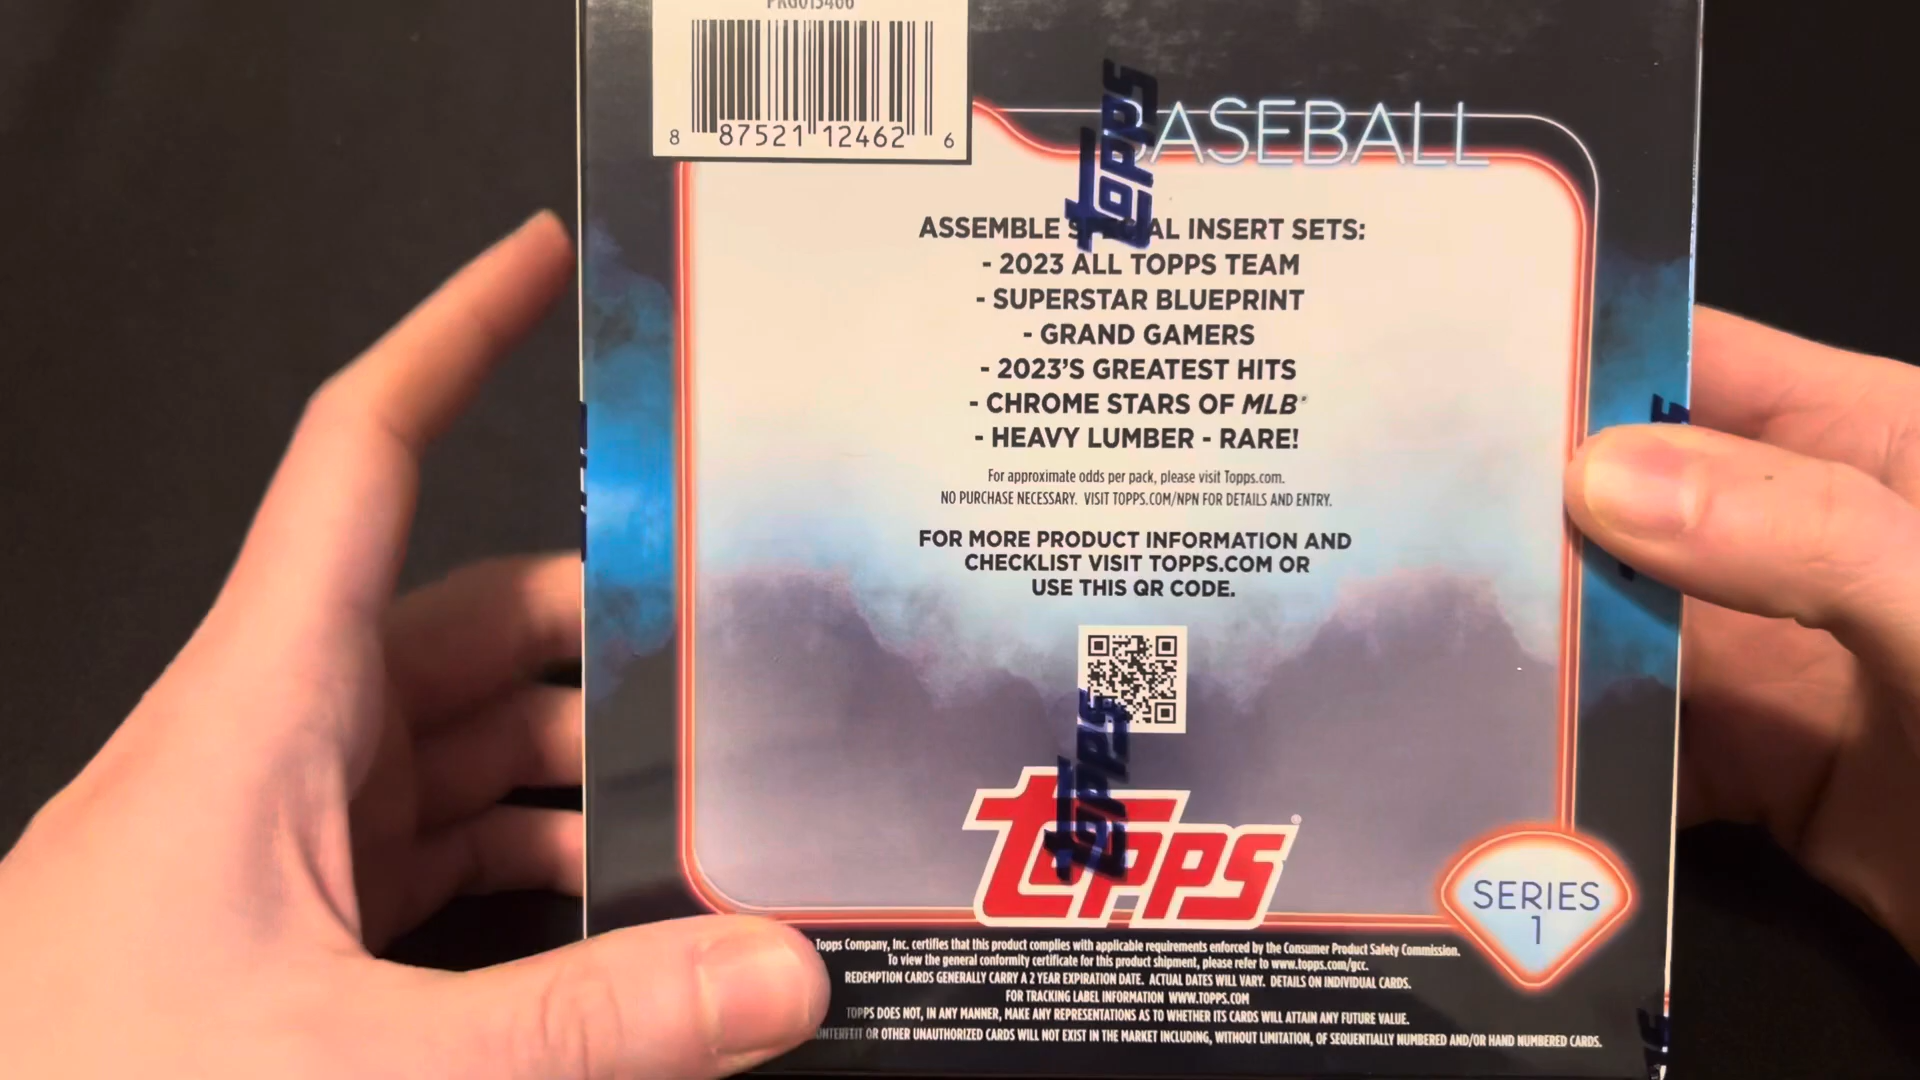 PRG015466
8 87521 12462 6
BASEBALL
topps
ASSEMBLE SPECIAL INSERT SETS:
- 2023 ALL TOPPS TEAM
- SUPERSTAR BLUEPRINT
- GRAND GAMERS
- 2023'S GREATEST HITS
- CHROME STARS OF MLB®
- HEAVY LUMBER - RARE!
For approximate odds per pack, please visit Topps.com.
NO PURCHASE NECESSARY. VISIT TOPPS.COM/NPN FOR DETAILS AND ENTRY.
FOR MORE PRODUCT INFORMATION AND
CHECKLIST VISIT TOPPS.COM OR
USE THIS QR CODE.
topps
topps®
SERIES
1
Topps Company, Inc. certifies that this product complies with applicable requirements enforced by the Consumer Product Safety Commission.
To view the general conformity certificate for this product shipment, please refer to www.topps.com/gcc.
REDEMPTION CARDS GENERALLY CARRY A 2 YEAR EXPIRATION DATE. ACTUAL DATES WILL VARY. DETAILS ON INDIVIDUAL CARDS.
FOR TRACKING LABEL INFORMATION WWW.TOPPS.COM
TOPPS DOES NOT, IN ANY MANNER, MAKE ANY REPRESENTATIONS AS TO WHETHER ITS CARDS WILL ATTAIN ANY FUTURE VALUE.
OR OTHER UNAUTHORIZED CARDS WILL NOT EXIST IN THE MARKET INCLUDING, WITHOUT LIMITATION, OF SEQUENTIALLY NUMBERED AND/OR HAND NUMBERED CARDS.